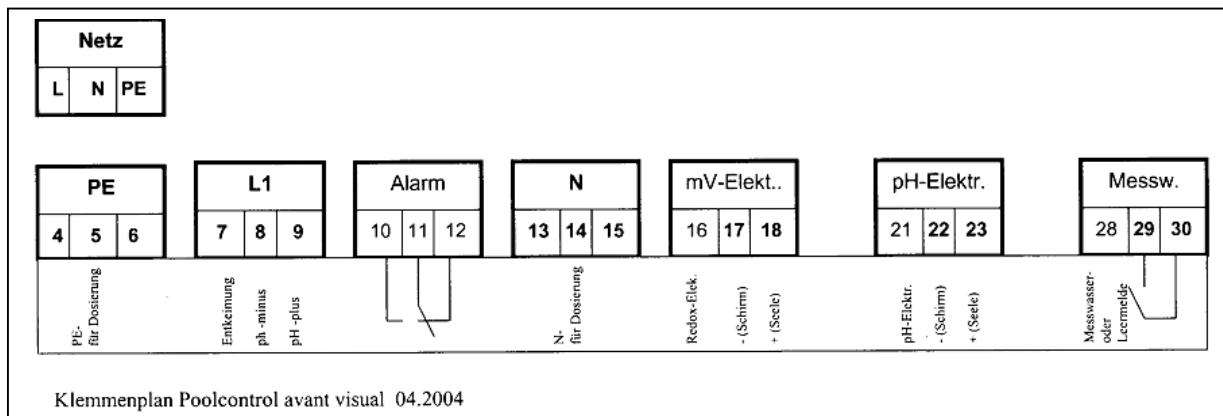 Netz
L N PE
PE L1 Alarm N mV-Elekt.. pH-Elektr. Messw.
4 5 6 7 8 9 10 11 12 13 14 15 16 17 18 21 22 23 28 29 30
PE-
für Dosierung
Entkeimung
ph -minus
pH -plus
N-
für Dosierung
Redox-Elek.
- (Schirm)
+ (Seele)
pH-Elektr.
- (Schirm)
+ (Seele)
Messwasser-
oder
Leermelde
Klemmenplan Poolcontrol avant visual 04.2004